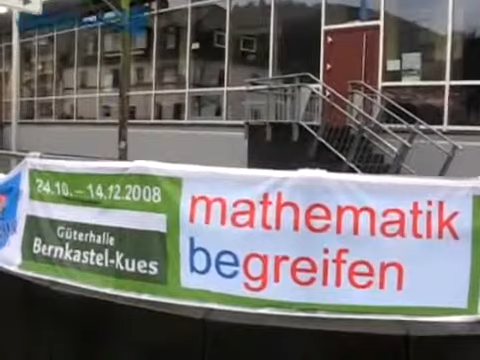 24.10. – 14.12.2008
Güterhalle
Bernkastel-Kues
mathematik
begreifen